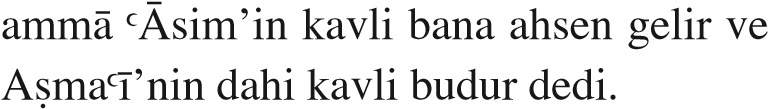 ammā ʿĀsim’in kavli bana ahsen gelir ve
Aṣmaʿī’nin dahi kavli budur dedi.